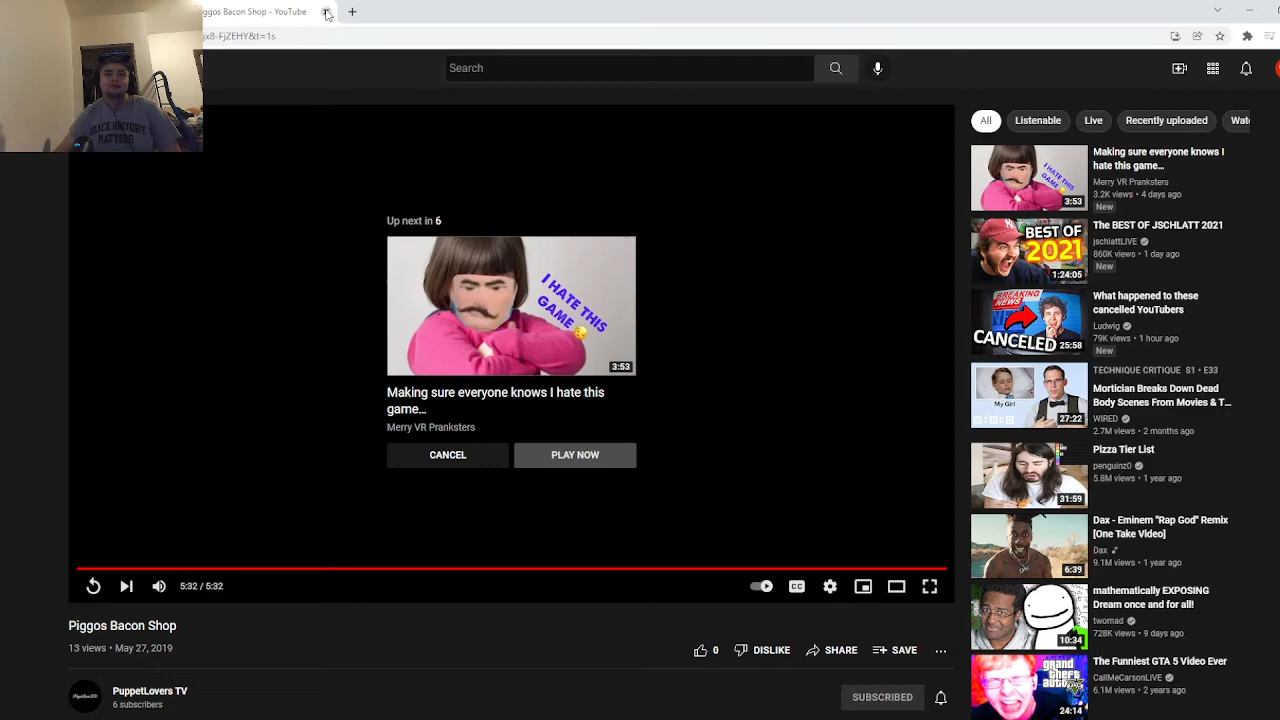 ggos Bacon Shop - YouTube
jx8-FjZEHY&t=1s
Search
BLACK HISTORY
MATTERS
Up next in 6
I HATE THIS
GAME
3:53
Making sure everyone knows I hate this
game...
Merry VR Pranksters
CANCEL
PLAY NOW
5:32 / 5:32
CC
Piggos Bacon Shop
13 views • May 27, 2019
0
DISLIKE
SHARE
SAVE
PuppetLovers TV
6 subscribers
SUBSCRIBED
All
Listenable
Live
Recently uploaded
Watc
I HATE THIS
GAME
3:53
Making sure everyone knows I
hate this game...
Merry VR Pranksters
3.2K views • 4 days ago
New
BEST OF
2021
1:24:05
The BEST OF JSCHLATT 2021
jschlattLIVE
860K views • 1 day ago
New
BREAKING
NEWS
CANCELED
25:58
What happened to these
cancelled YouTubers
Ludwig
79K views • 1 hour ago
New
My Girl
WIRED
27:22
TECHNIQUE CRITIQUE S1 • E33
Mortician Breaks Down Dead
Body Scenes From Movies & T...
WIRED
2.7M views • 2 months ago
31:59
Pizza Tier List
penguinz0
5.8M views • 1 year ago
6:39
Dax - Eminem "Rap God" Remix
[One Take Video]
Dax
9.1M views • 1 year ago
10:34
mathematically EXPOSING
Dream once and for all!
twomad
728K views • 9 days ago
GRAND
theft
24:14
The Funniest GTA 5 Video Ever
CallMeCarsonLIVE
6.1M views • 2 years ago